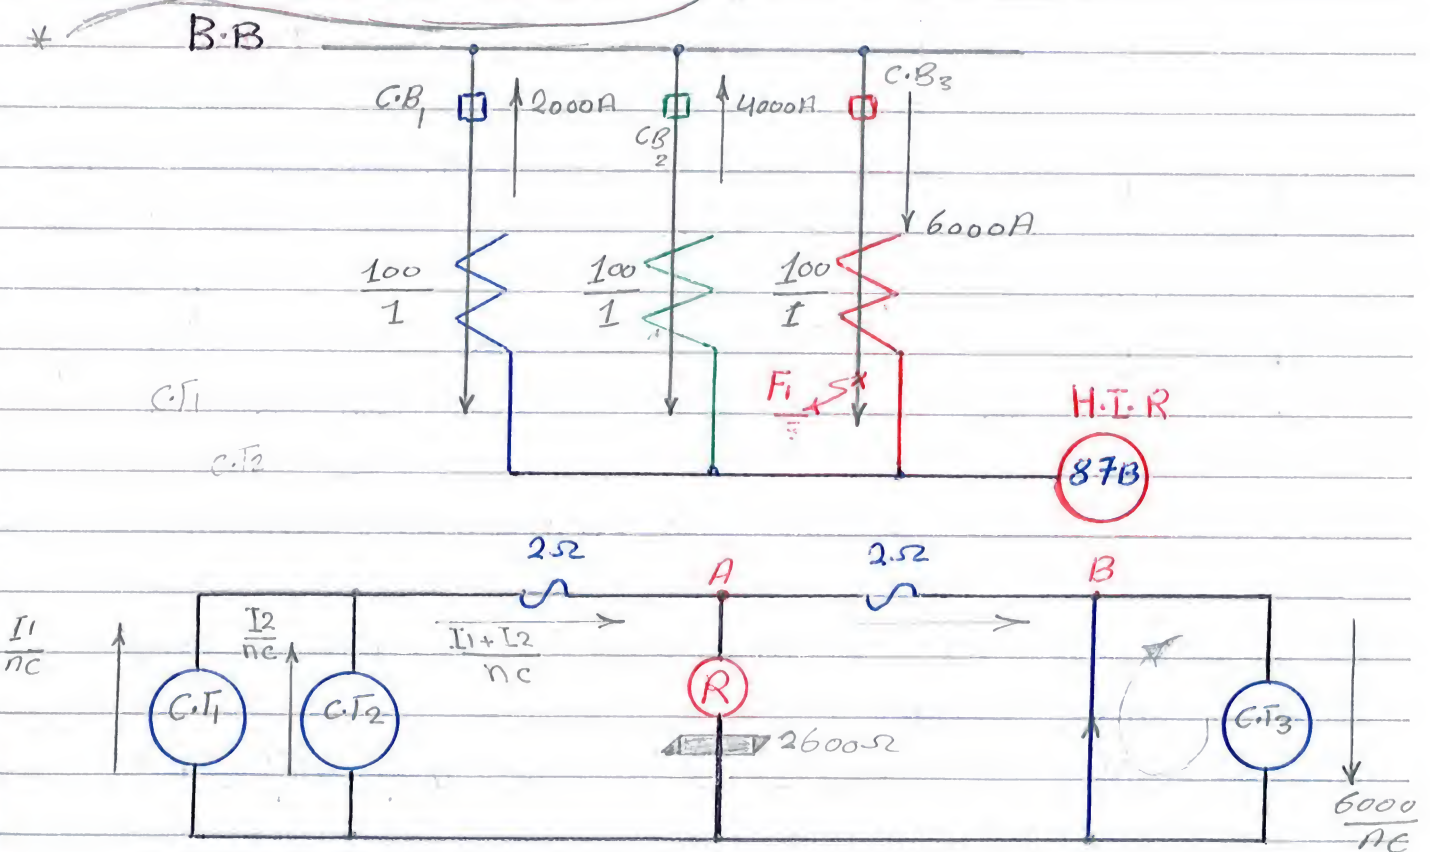 * B.B
C.B3
C.B1 2000A 4000A
CB2
6000A
100/1 100/1 100/1
F1
C.T1
H.I.R
C.T2
87B
2Ω 2Ω
A B
I1/nc I2/nc
I1+I2/nc
C.T1 C.T2 R C.T3
2600Ω
6000/nc